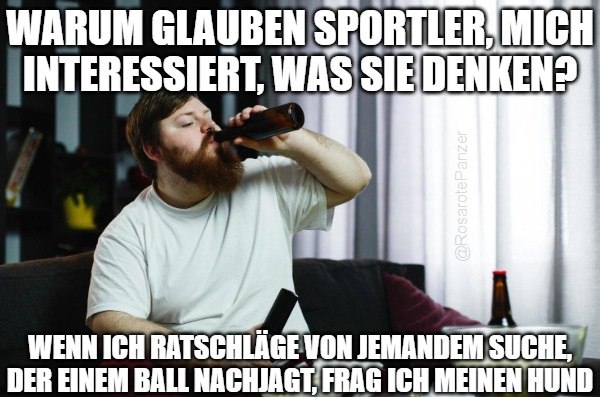 WARUM GLAUBEN SPORTLER, MICH
INTERESSIERT, WAS SIE DENKEN?
@RosarotePanzer
WENN ICH RATSCHLÄGE VON JEMANDEM SUCHE,
DER EINEM BALL NACHJAGT, FRAG ICH MEINEN HUND